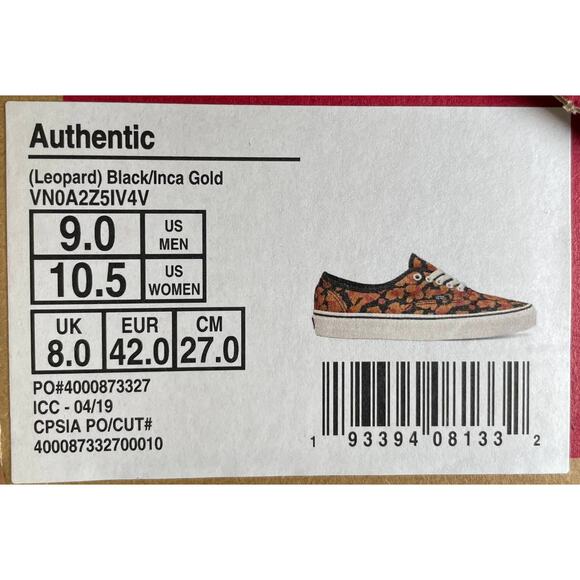 Authentic
(Leopard) Black/Inca Gold
VN0A2Z5IV4V
9.0 US MEN
10.5 US WOMEN
UK 8.0 EUR 42.0 CM 27.0
PO#4000873327
ICC - 04/19
CPSIA PO/CUT#
400087332700010
1 93394 08133 2